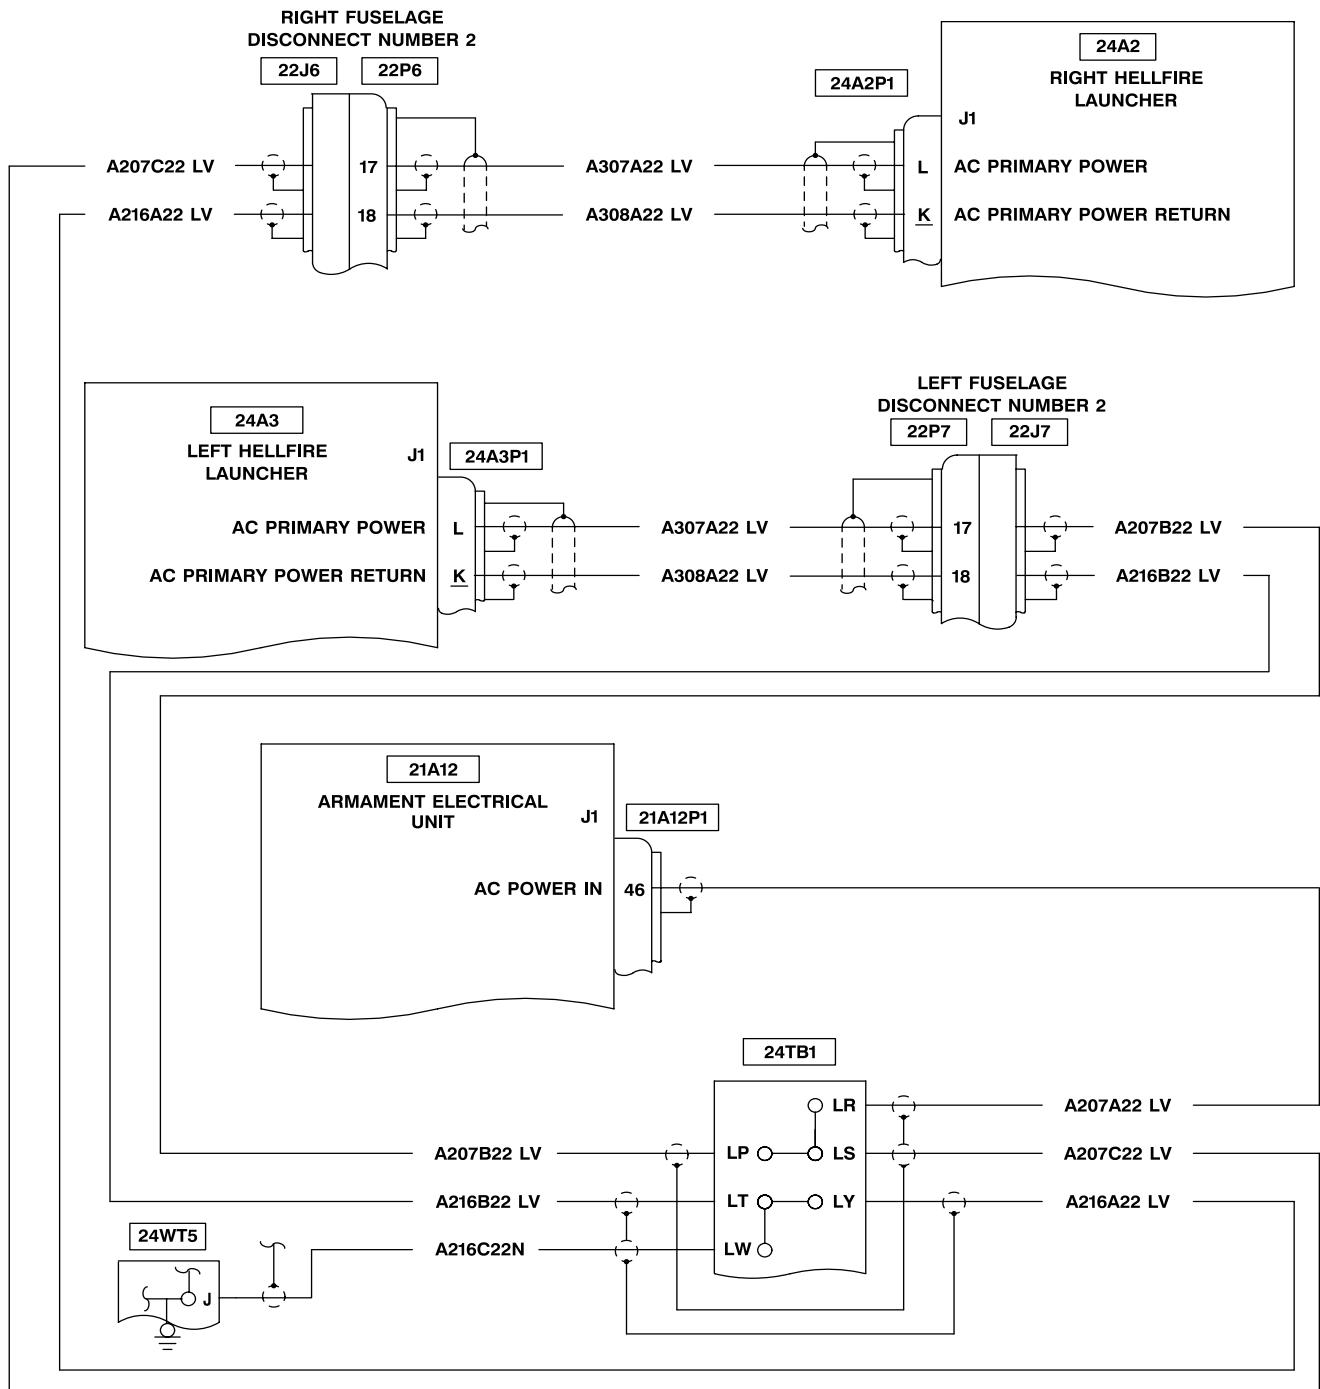 RIGHT FUSELAGE
DISCONNECT NUMBER 2
22J6
22P6
24A2P1
24A2
RIGHT HELLFIRE
LAUNCHER
J1
A207C22 LV
17
A307A22 LV
L
AC PRIMARY POWER
A216A22 LV
18
A308A22 LV
K
AC PRIMARY POWER RETURN
LEFT FUSELAGE
DISCONNECT NUMBER 2
24A3
LEFT HELLFIRE
LAUNCHER
J1
24A3P1
22P7
22J7
AC PRIMARY POWER
L
A307A22 LV
17
A207B22 LV
AC PRIMARY POWER RETURN
K
A308A22 LV
18
A216B22 LV
21A12
ARMAMENT ELECTRICAL
UNIT
J1
21A12P1
AC POWER IN
46
24TB1
LR
A207A22 LV
A207B22 LV
LP
LS
A207C22 LV
A216B22 LV
LT
LY
A216A22 LV
24WT5
A216C22N
LW
J